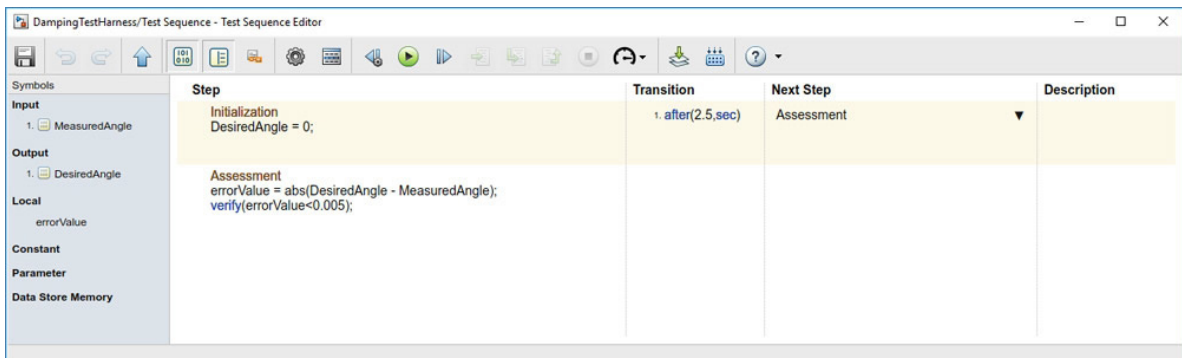 DampingTestHarness/Test Sequence - Test Sequence Editor
Symbols
Input
1. MeasuredAngle
Output
1. DesiredAngle
Local
errorValue
Constant
Parameter
Data Store Memory
Step Transition Next Step Description
Initialization
DesiredAngle = 0;
1. after(2.5,sec) Assessment
Assessment
errorValue = abs(DesiredAngle - MeasuredAngle);
verify(errorValue<0.005);